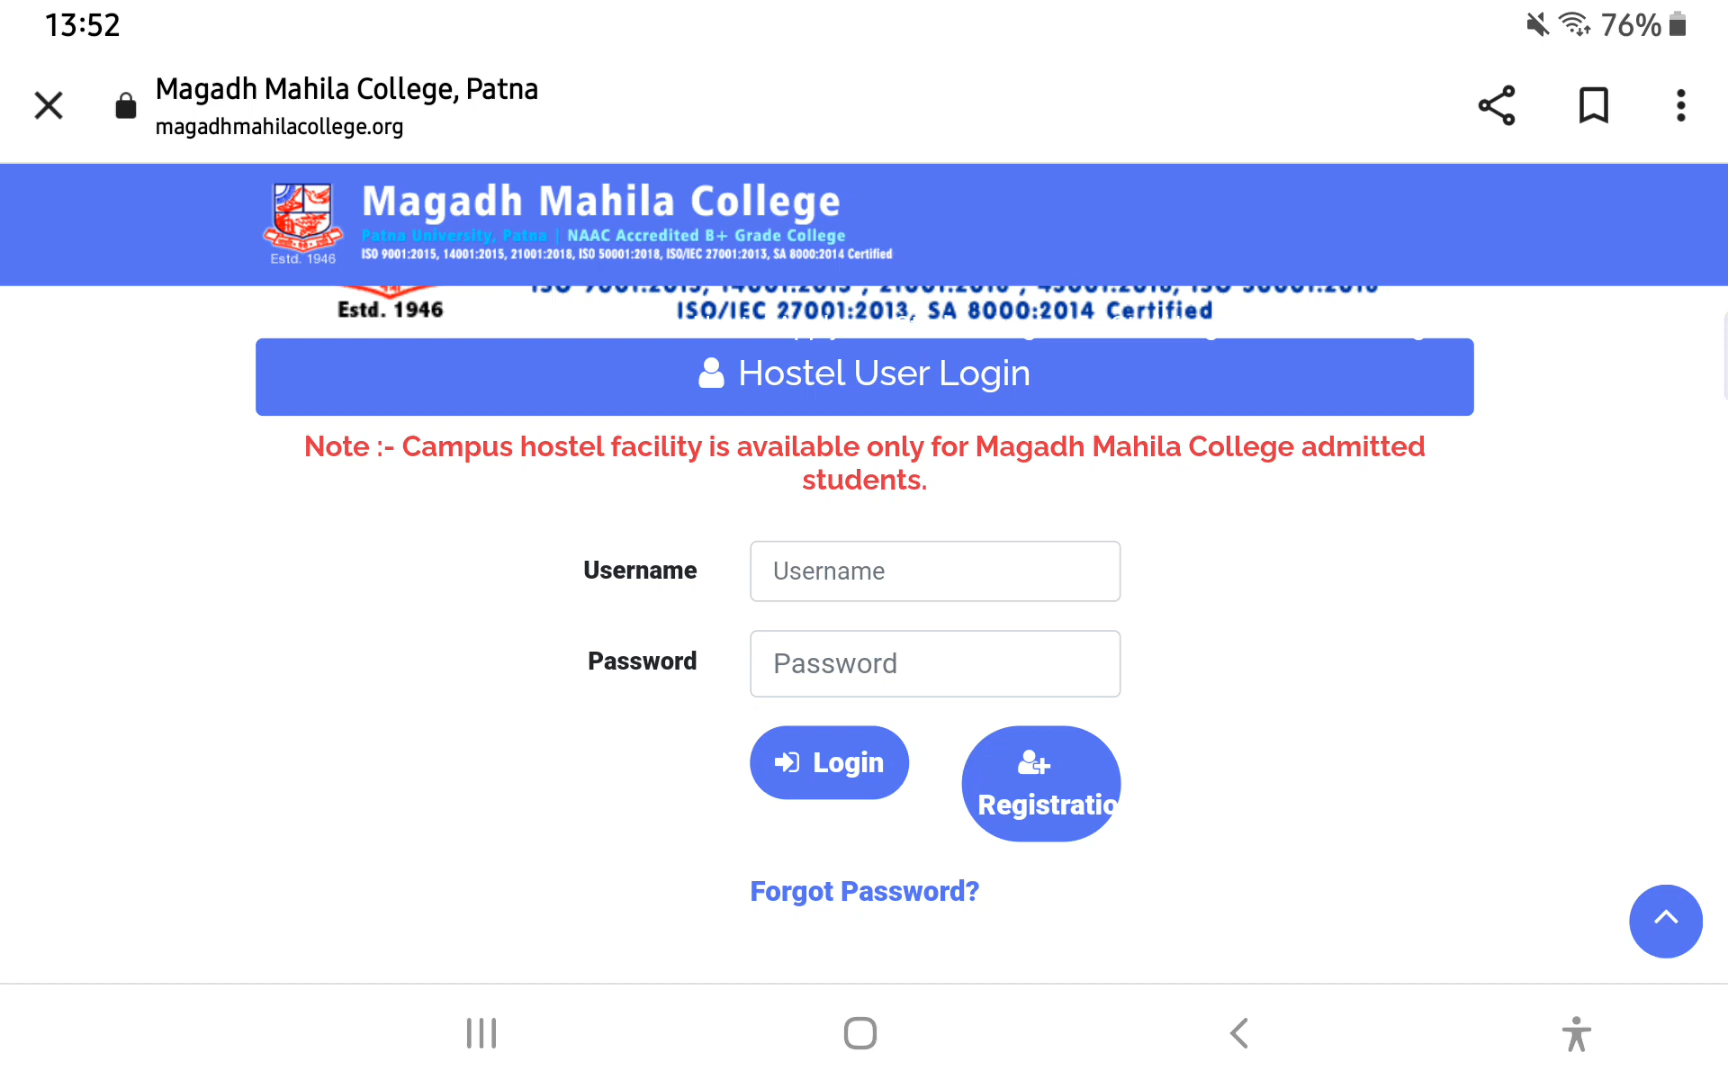 13:52
76%
Magadh Mahila College, Patna
magadhmahilacollege.org
Magadh Mahila College
Patna University, Patna | NAAC Accredited B+ Grade College
ISO 9001:2015, 14001:2015, 21001:2018, ISO 50001:2018, ISO/IEC 27001:2013, SA 8000:2014 Certified
Estd. 1946
Estd. 1946
ISO/IEC 27001:2013, SA 8000:2014 Certified
Hostel User Login
Note :- Campus hostel facility is available only for Magadh Mahila College admitted
students.
Username
Username
Password
Password
Login
Registratio
Forgot Password?